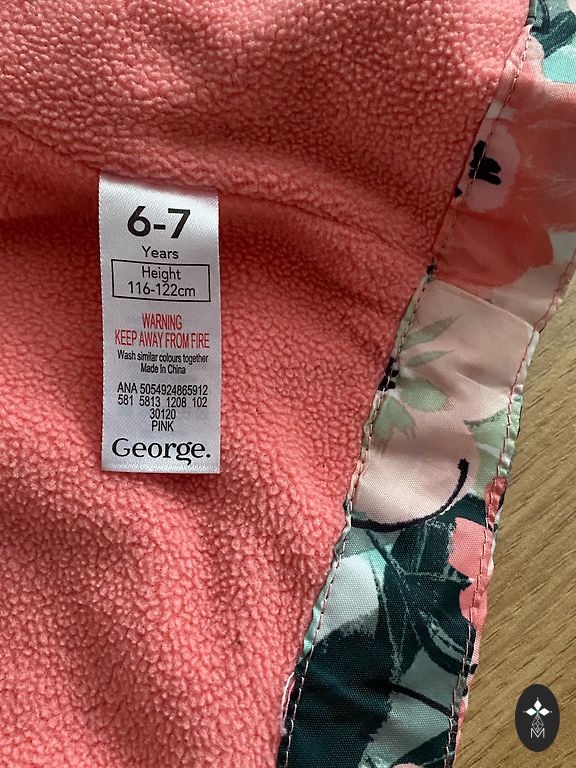 6-7
Years
Height
116-122cm
WARNING
KEEP AWAY FROM FIRE
Wash similar colours together
Made In China
ANA 5054924865912
581 5813 1208 102
30120
PINK
George.
M